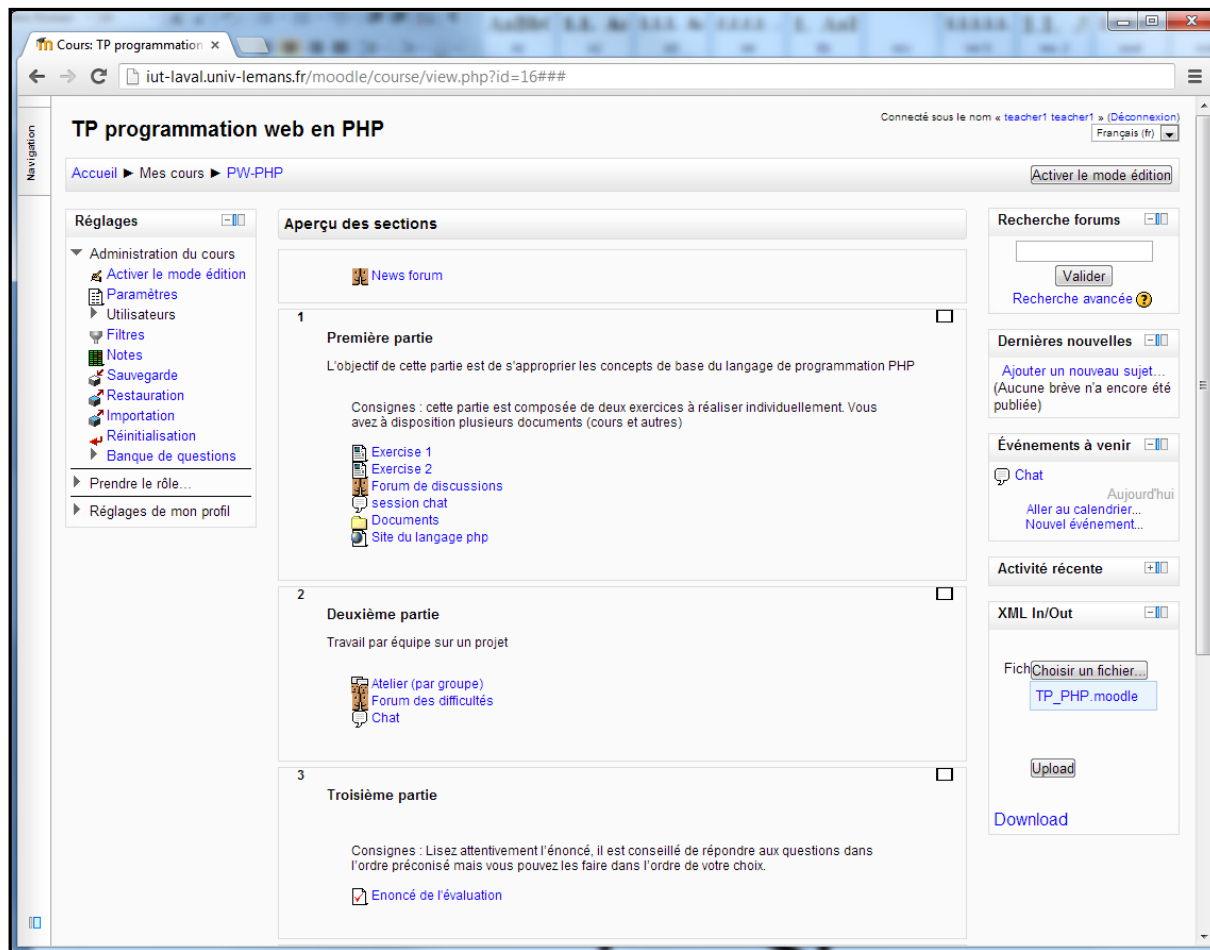 Cours: TP programmation
iut-laval.univ-lemans.fr/moodle/course/view.php?id=16###
Navigation
TP programmation web en PHP
Connecté sous le nom « teacher1 teacher1 » (Déconnexion)
Français (fr)
Accueil ► Mes cours ► PW-PHP
Activer le mode édition
Réglages
Administration du cours
Activer le mode édition
Paramètres
Utilisateurs
Filtres
Notes
Sauvegarde
Restauration
Importation
Réinitialisation
Banque de questions
Prendre le rôle...
Réglages de mon profil
Aperçu des sections
News forum
1
Première partie
L'objectif de cette partie est de s'approprier les concepts de base du langage de programmation PHP
Consignes : cette partie est composée de deux exercices à réaliser individuellement. Vous
avez à disposition plusieurs documents (cours et autres)
Exercise 1
Exercise 2
Forum de discussions
session chat
Documents
Site du langage php
2
Deuxième partie
Travail par équipe sur un projet
Atelier (par groupe)
Forum des difficultés
Chat
3
Troisième partie
Consignes : Lisez attentivement l'énoncé, il est conseillé de répondre aux questions dans
l'ordre préconisé mais vous pouvez les faire dans l'ordre de votre choix.
Enoncé de l'évaluation
Recherche forums
Valider
Recherche avancée ?
Dernières nouvelles
Ajouter un nouveau sujet...
(Aucune brève n'a encore été
publiée)
Événements à venir
Chat
Aujourd'hui
Aller au calendrier...
Nouvel événement...
Activité récente
XML In/Out
Fich Choisir un fichier...
TP_PHP.moodle
Upload
Download